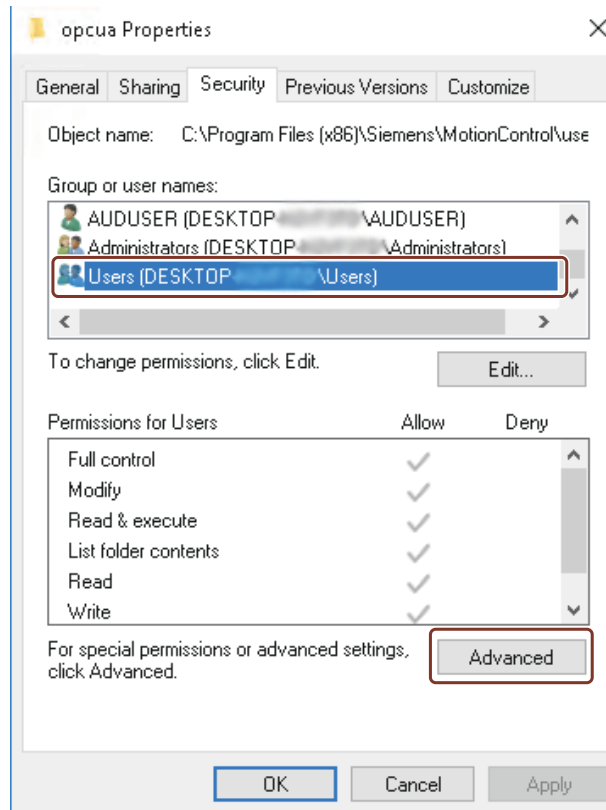 opcua Properties
General Sharing Security Previous Versions Customize
Object name: C:\Program Files (x86)\Siemens\MotionControl\use
Group or user names:
AUDUSER (DESKTOP \AUDUSER)
Administrators (DESKTOP \Administrators)
Users (DESKTOP \Users)
To change permissions, click Edit.
Edit...
Permissions for Users Allow Deny
Full control
Modify
Read & execute
List folder contents
Read
Write
For special permissions or advanced settings,
click Advanced.
Advanced
OK Cancel Apply